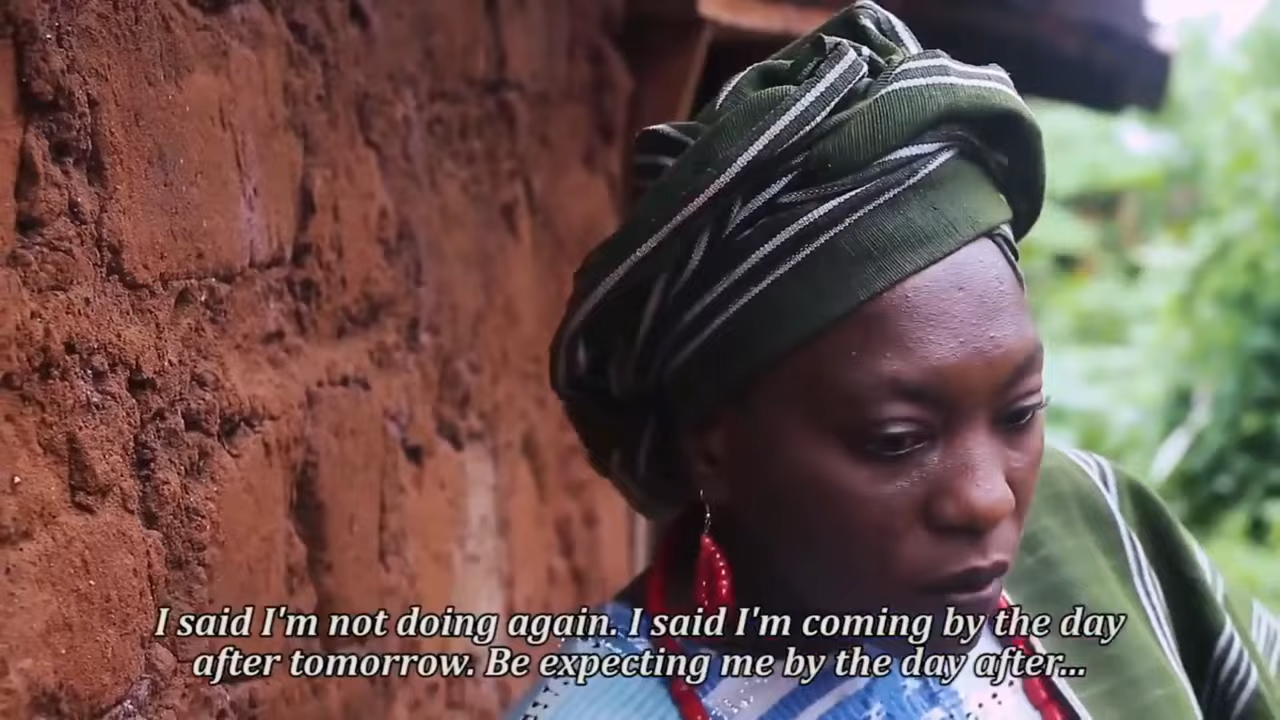 I said I'm not doing again. I said I'm coming by the day
after tomorrow. Be expecting me by the day after...